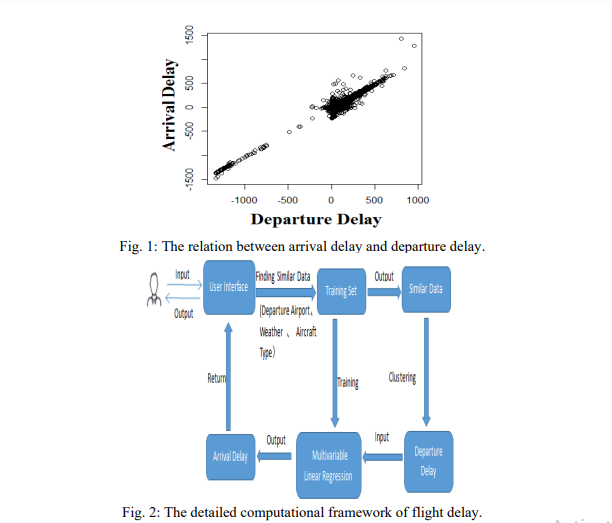 1500
500
0
-500
-1500
Arrival Delay
-1000 -500 0 500 1000
Departure Delay
Fig. 1: The relation between arrival delay and departure delay.
Input
Output
User Interface
Finding Similar Data
(Departure Airport、
Weather 、 Aircraft
Type)
Training Set
Output
Similar Data
Return
Training
Clustering
Arrival Delay
Output
Multivariable
Linear Regression
Input
Departure
Delay
Fig. 2: The detailed computational framework of flight delay.